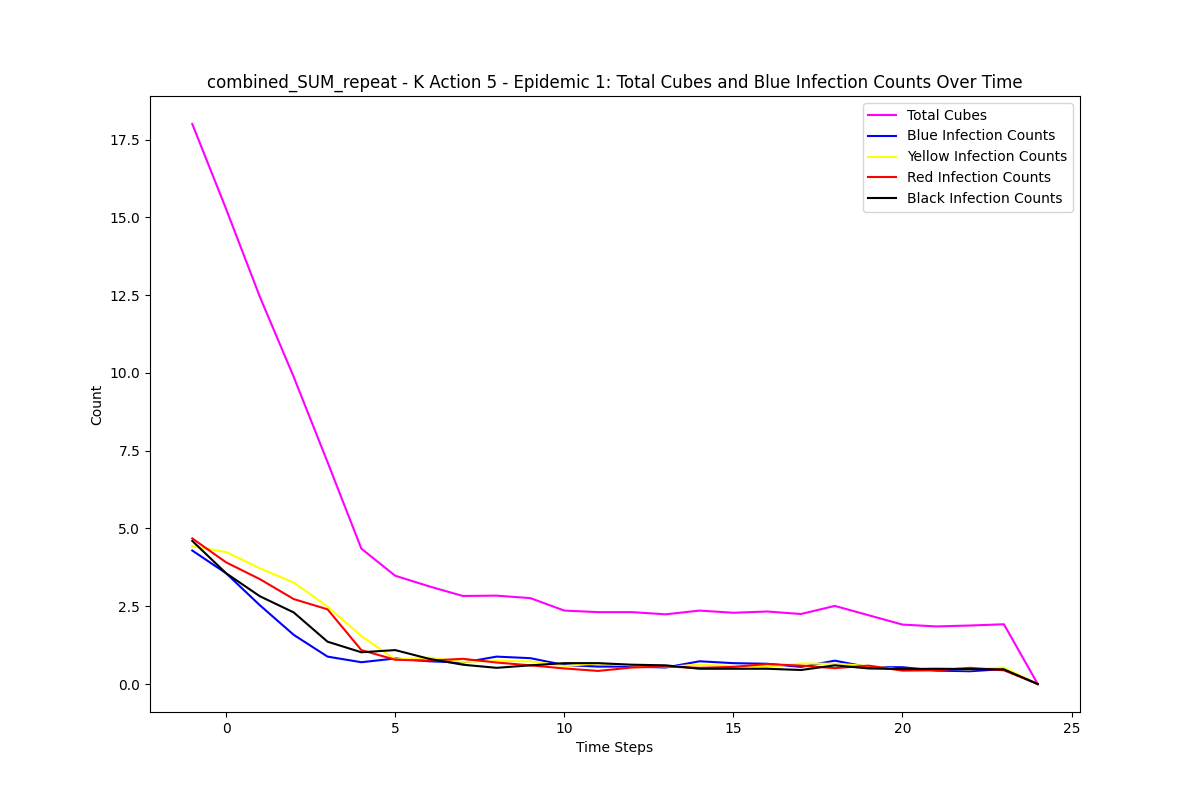 combined_SUM_repeat - K Action 5 - Epidemic 1: Total Cubes and Blue Infection Counts Over Time
Total Cubes
Blue Infection Counts
Yellow Infection Counts
Red Infection Counts
Black Infection Counts
17.5
15.0
12.5
10.0
7.5
5.0
2.5
0.0
Count
0 5 10 15 20 25
Time Steps